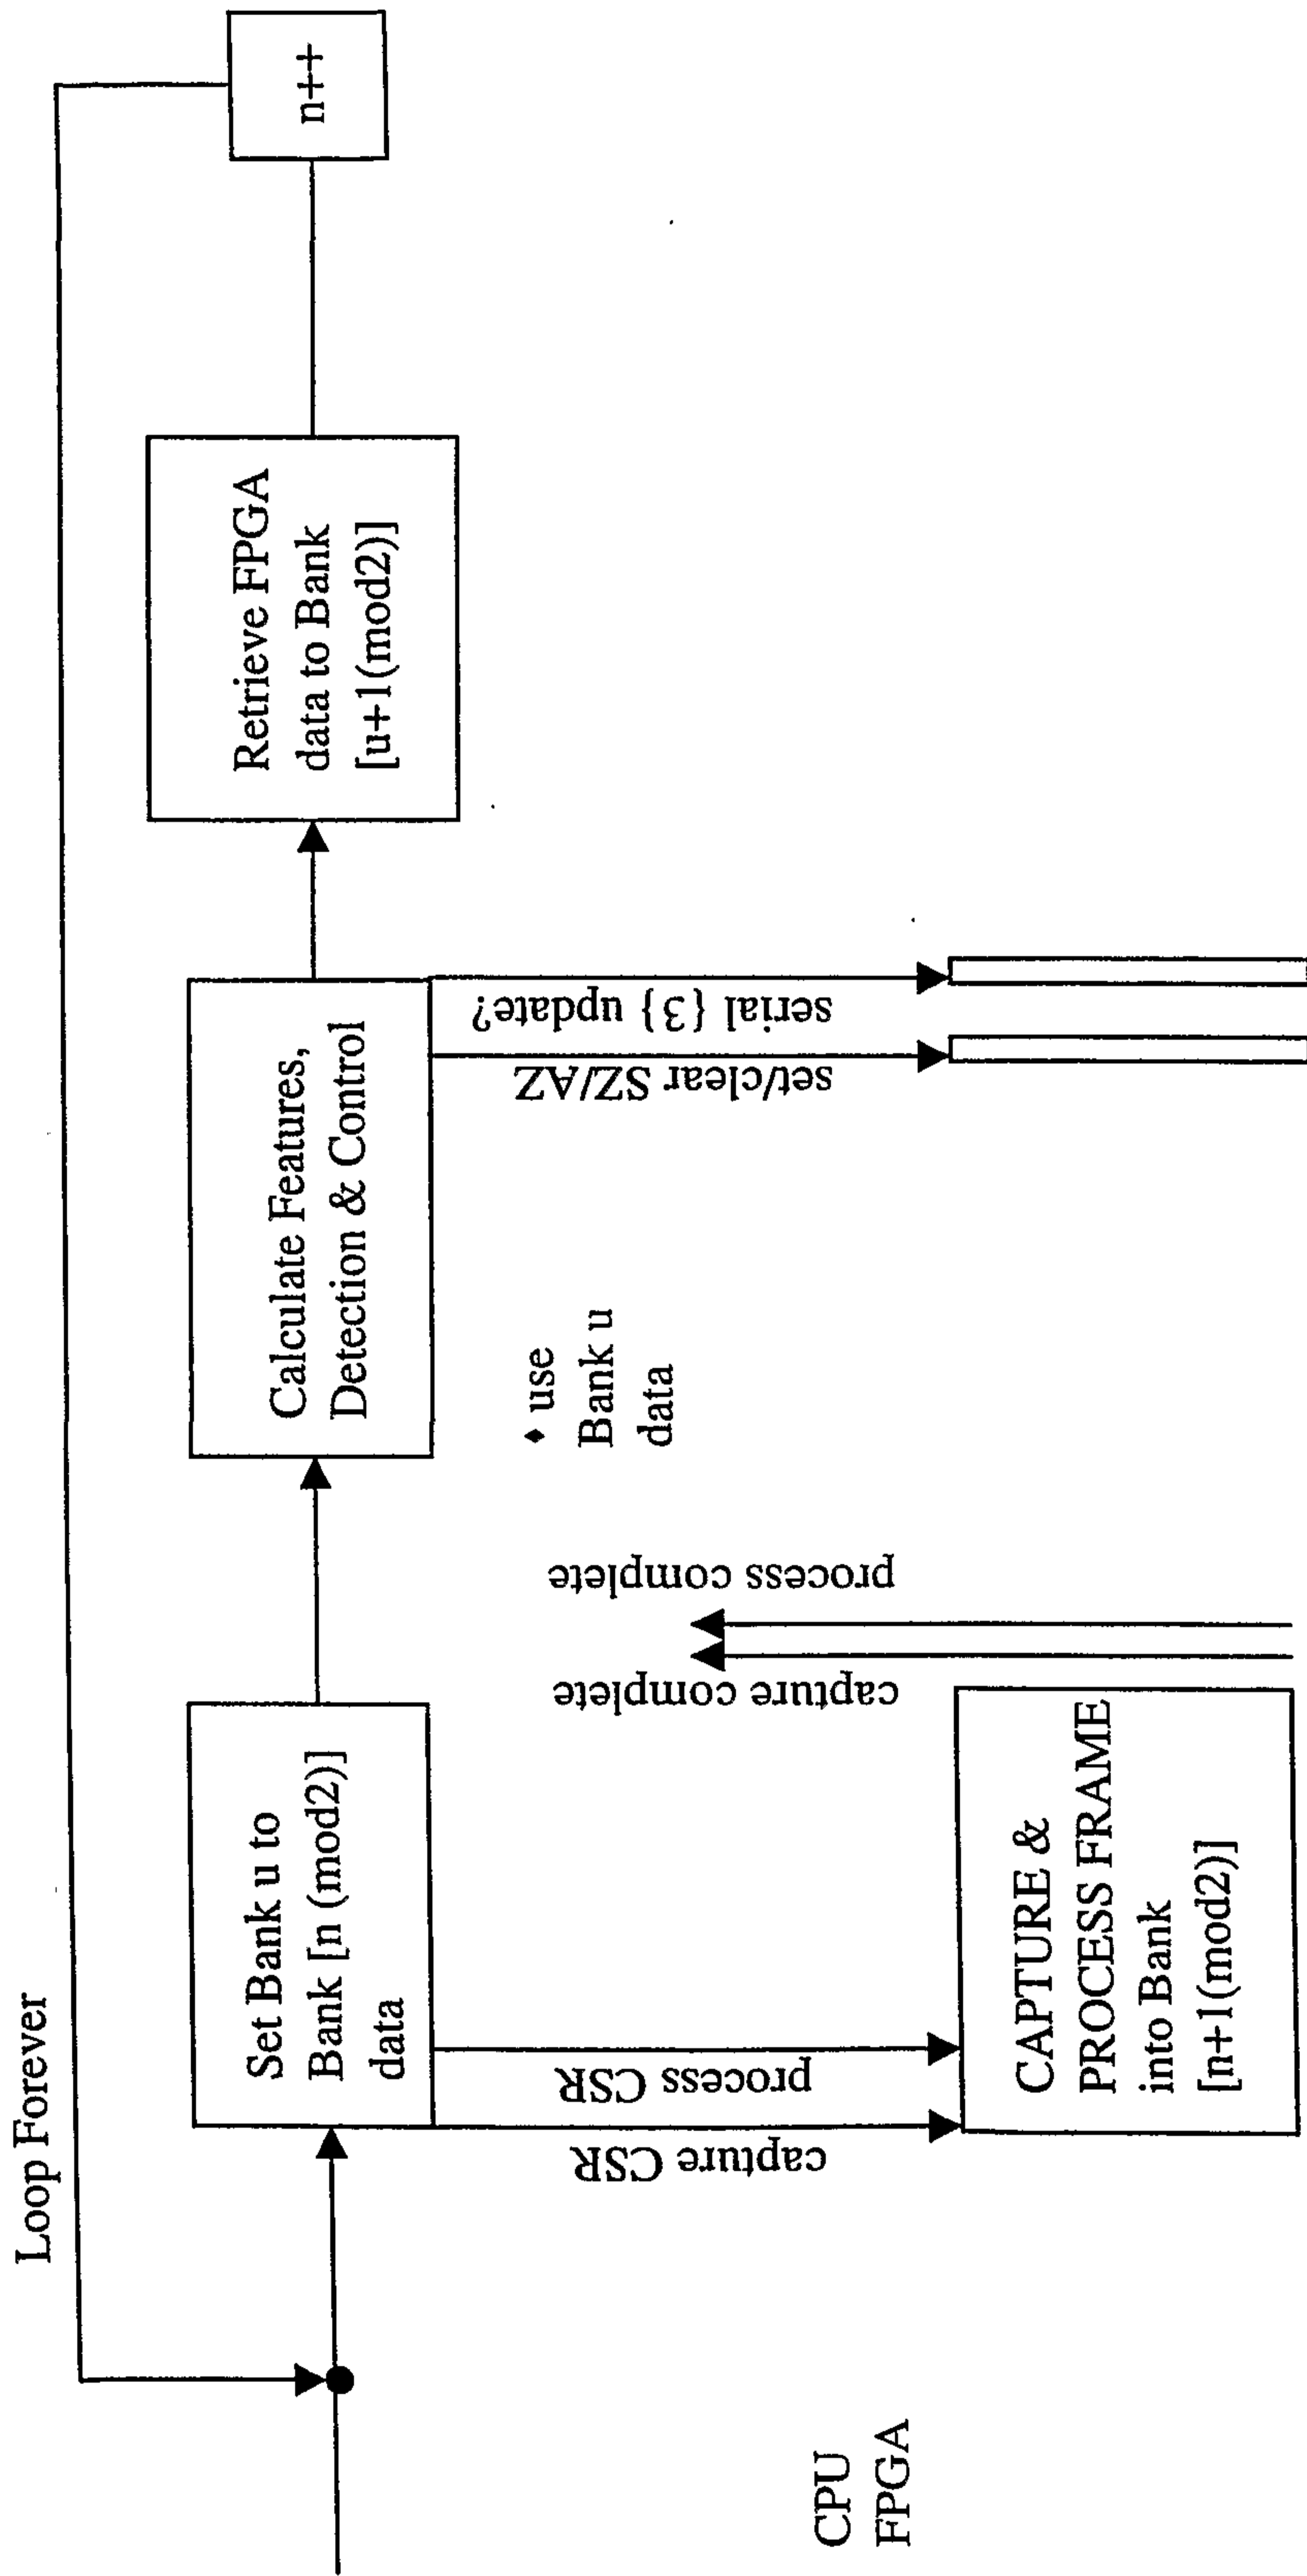 Loop Forever
Set Bank u to
Bank [n (mod2)]
data
Calculate Features,
Detection & Control
Retrieve FPGA
data to Bank
[u+1(mod2)]
n++
capture CSR
process CSR
capture complete
process complete
♦ use
Bank u
data
set/clear SZ/AZ
serial {3} update?
CPU
FPGA
CAPTURE &
PROCESS FRAME
into Bank
[n+1(mod2)]